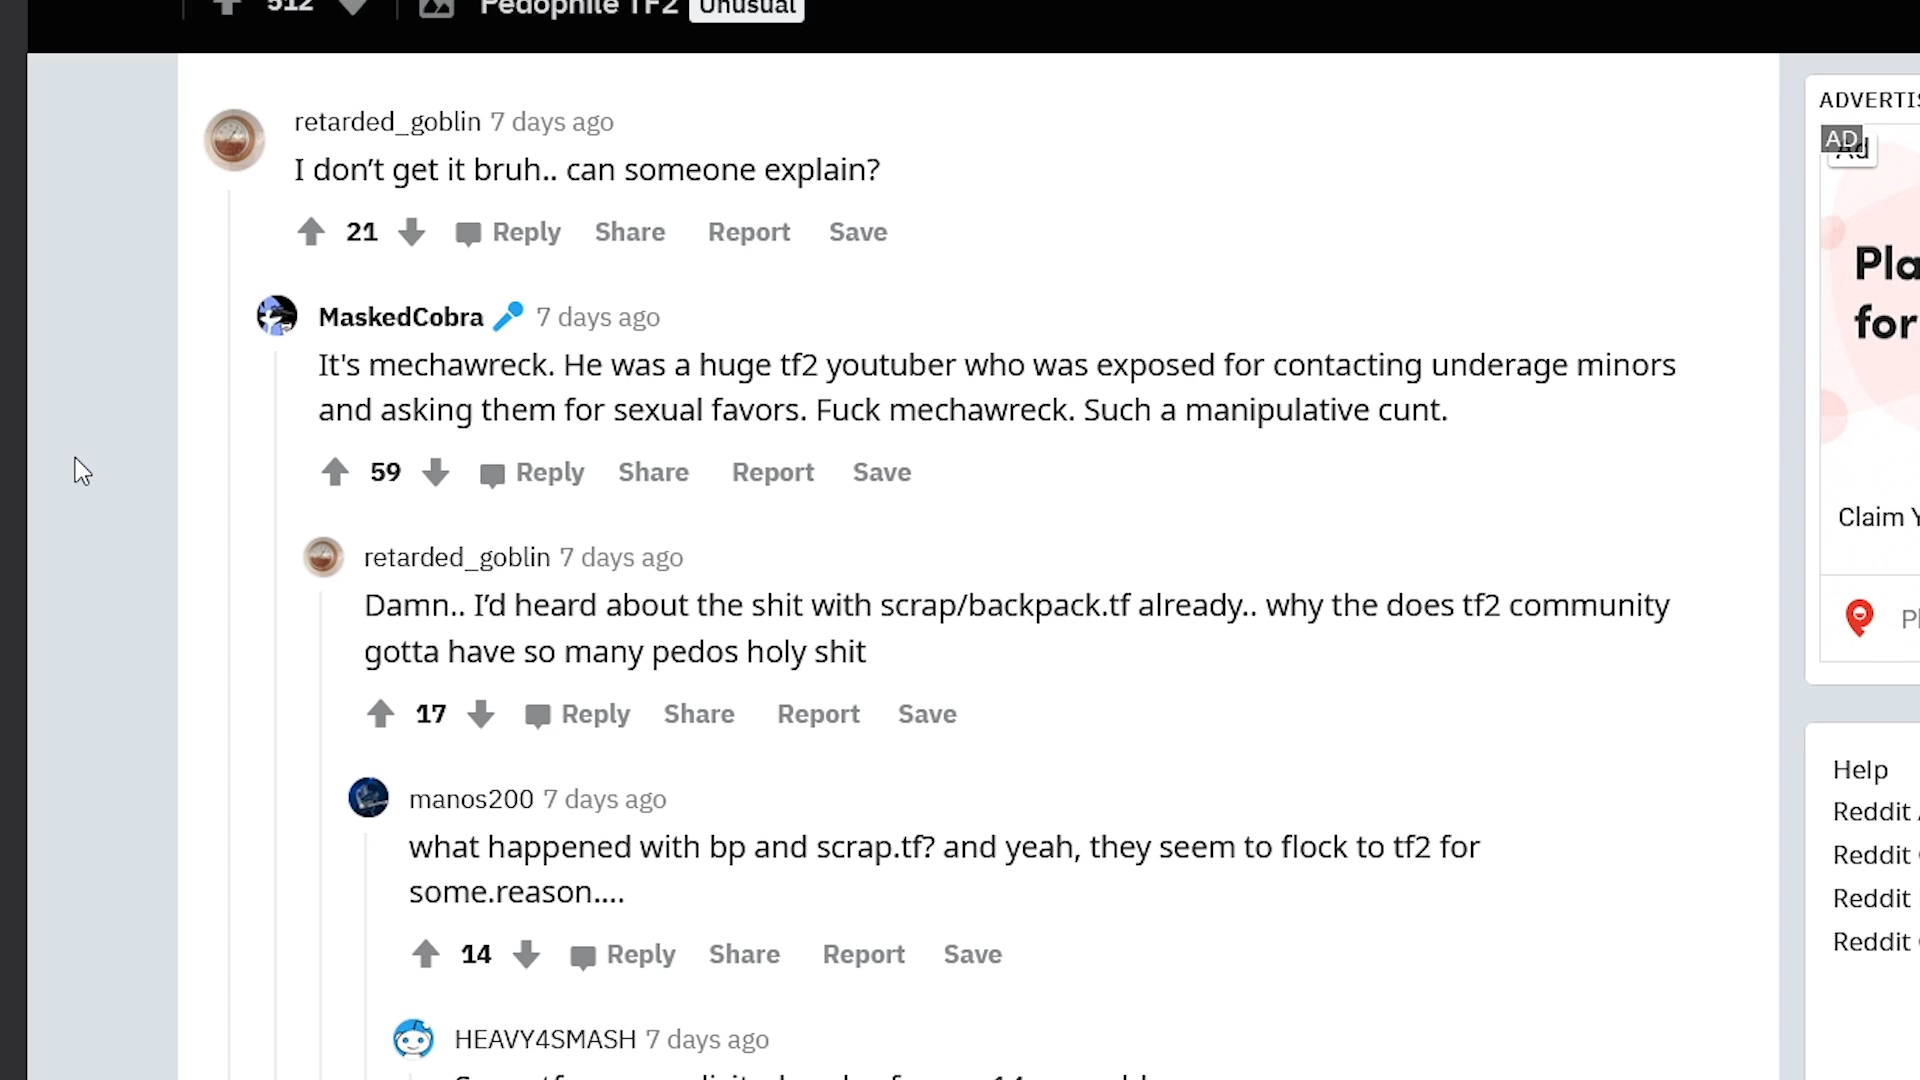 512 Pedophile TF2 Unusual
retarded_goblin 7 days ago
I don’t get it bruh.. can someone explain?
21 Reply Share Report Save
MaskedCobra 7 days ago
It's mechawreck. He was a huge tf2 youtuber who was exposed for contacting underage minors
and asking them for sexual favors. Fuck mechawreck. Such a manipulative cunt.
59 Reply Share Report Save
retarded_goblin 7 days ago
Damn.. I’d heard about the shit with scrap/backpack.tf already.. why the does tf2 community
gotta have so many pedos holy shit
17 Reply Share Report Save
manos200 7 days ago
what happened with bp and scrap.tf? and yeah, they seem to flock to tf2 for
some.reason....
14 Reply Share Report Save
HEAVY4SMASH 7 days ago
ADVERTIS
AD
Ad
Pla
for
Claim Y
Pl
Help
Reddit
Reddit
Reddit
Reddit